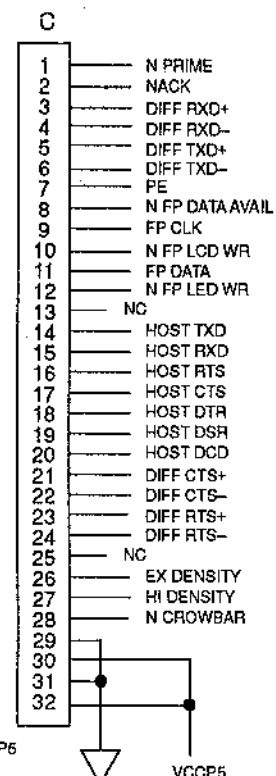 C
1 N PRIME
2 NACK
3 DIFF RXD+
4 DIFF RXD–
5 DIFF TXD+
6 DIFF TXD–
7 PE
8 N FP DATA AVAIL
9 FP CLK
10 N FP LCD WR
11 FP DATA
12 N FP LED WR
13 NC
14 HOST TXD
15 HOST RXD
16 HOST RTS
17 HOST CTS
18 HOST DTR
19 HOST DSR
20 HOST DCD
21 DIFF CTS+
22 DIFF CTS–
23 DIFF RTS+
24 DIFF RTS–
25 NC
26 EX DENSITY
27 HI DENSITY
28 N CROWBAR
29
30
31
32
VCCP5